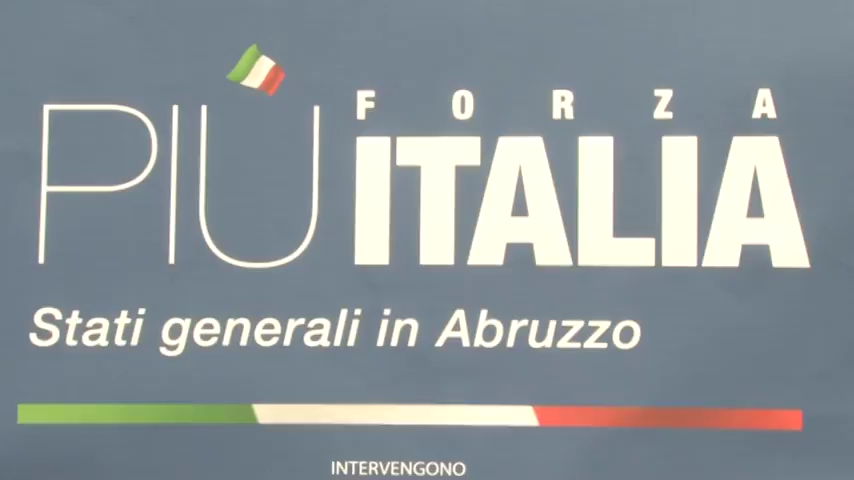 FORZA
PIÙ ITALIA
Stati generali in Abruzzo
INTERVENGONO